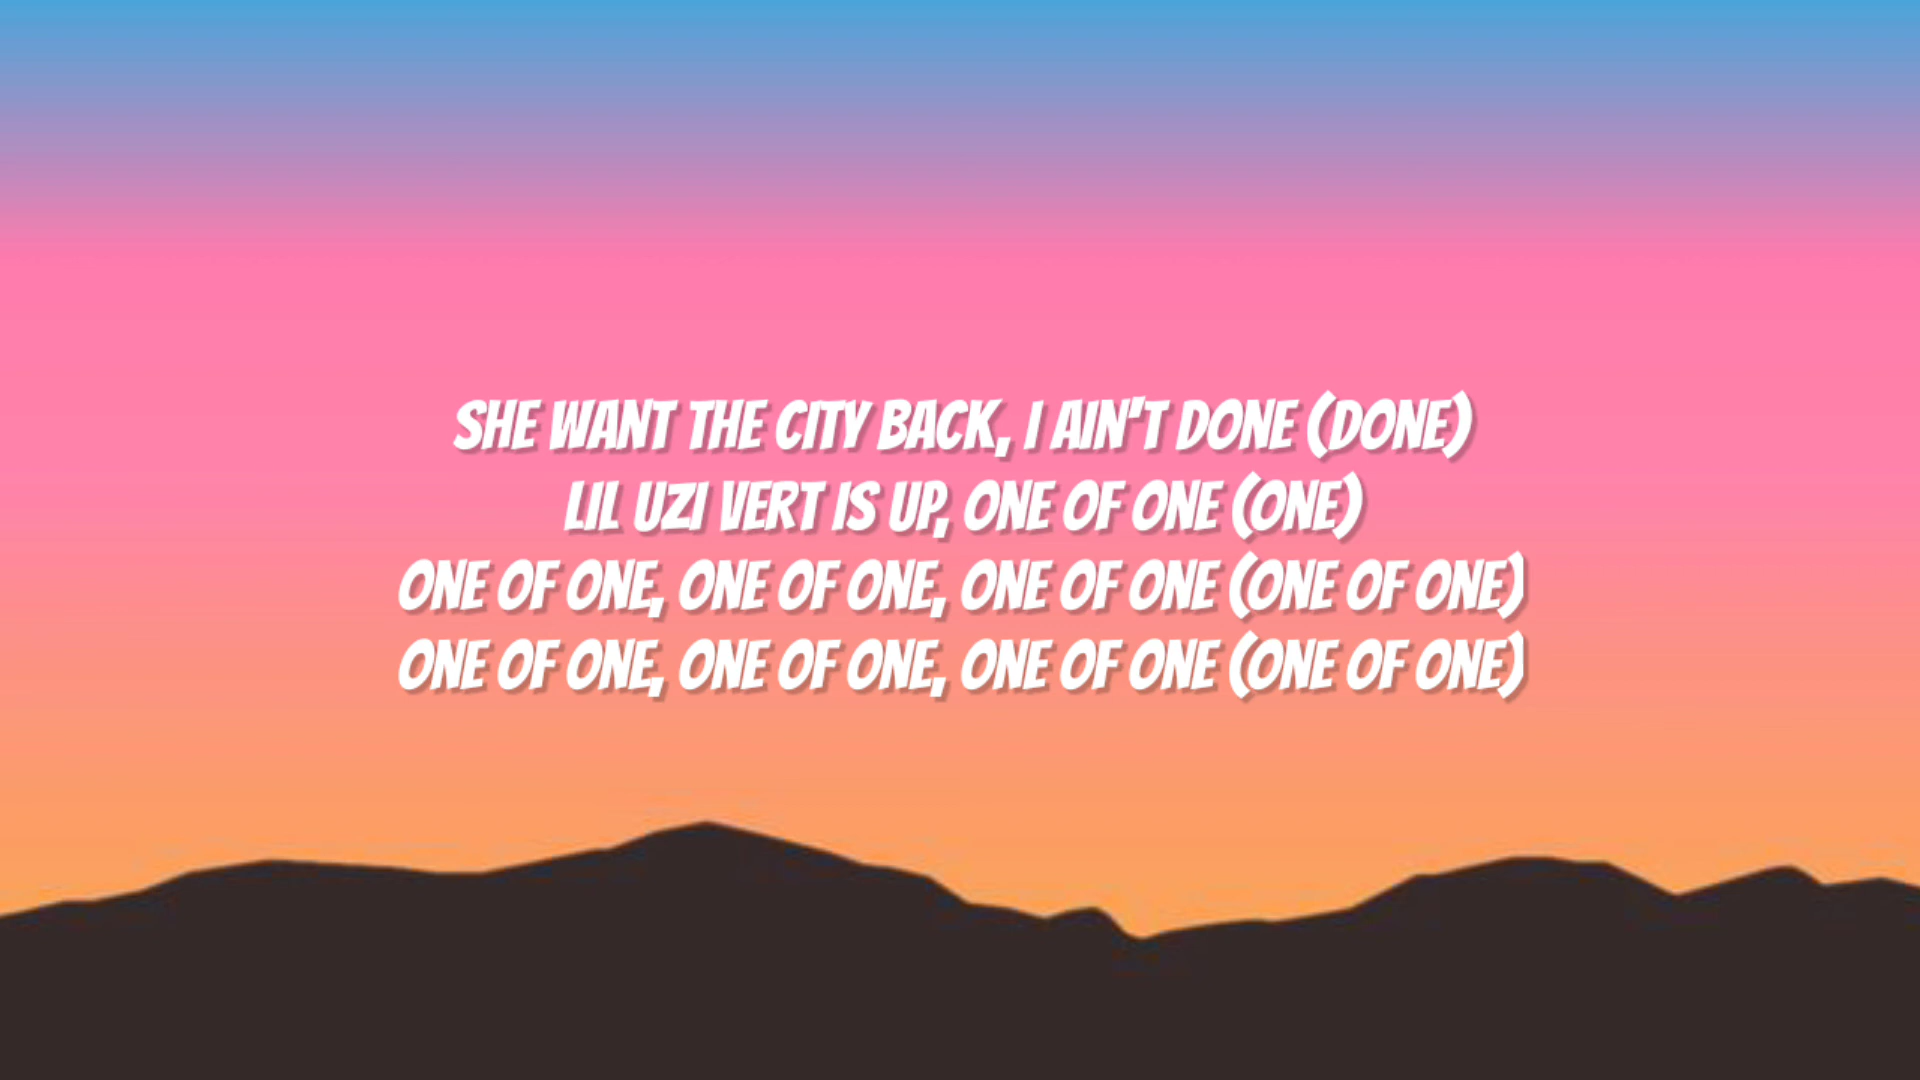 SHE WANT THE CITY BACK, I AIN'T DONE (DONE)
LIL UZI VERT IS UP, ONE OF ONE (ONE)
ONE OF ONE, ONE OF ONE, ONE OF ONE (ONE OF ONE)
ONE OF ONE, ONE OF ONE, ONE OF ONE (ONE OF ONE)